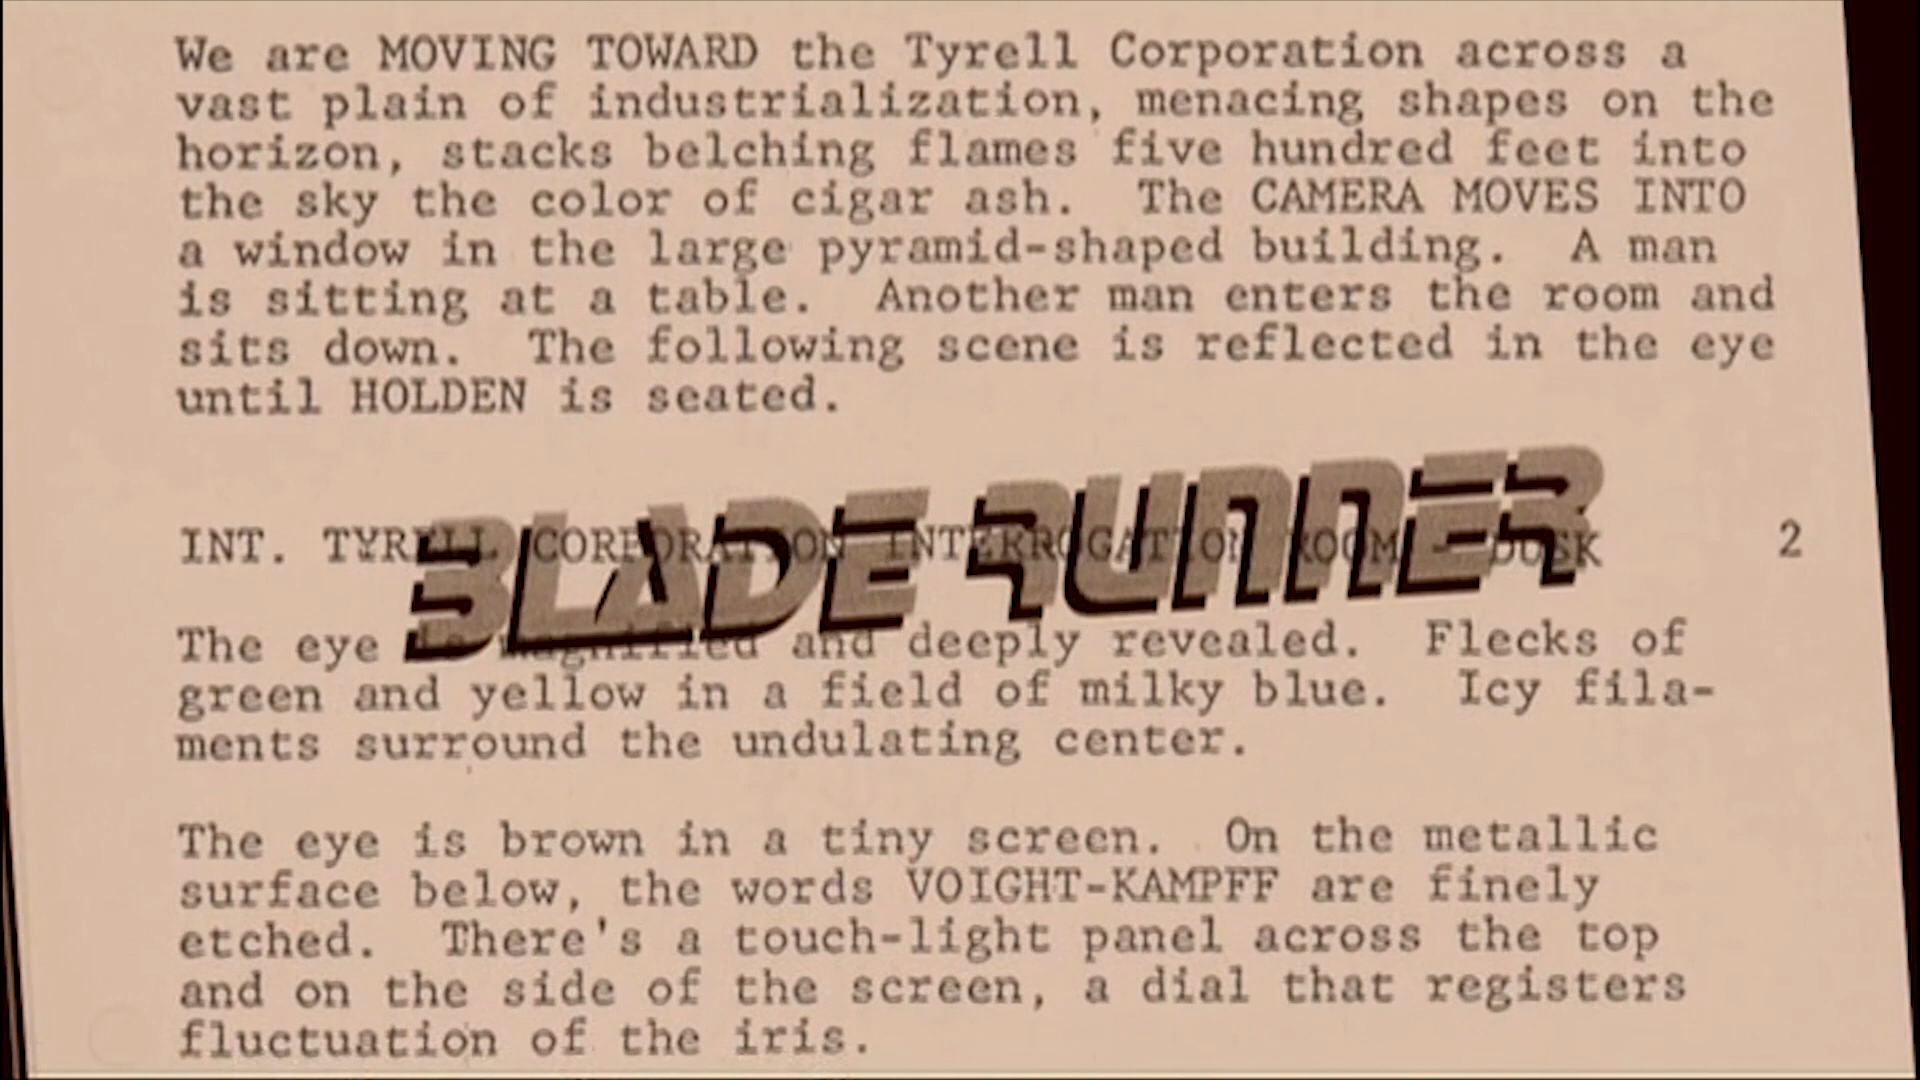 We are MOVING TOWARD the Tyrell Corporation across a
vast plain of industrialization, menacing shapes on the
horizon, stacks belching flames five hundred feet into
the sky the color of cigar ash.  The CAMERA MOVES INTO
a window in the large pyramid-shaped building.  A man
is sitting at a table.  Another man enters the room and
sits down.  The following scene is reflected in the eye
until HOLDEN is seated.
BLADE RUNNER
INT. TYRELL CORPORATION INTERROGATION ROOM - DUSK 2
The eye is magnified and deeply revealed.  Flecks of
green and yellow in a field of milky blue.  Icy fila-
ments surround the undulating center.
The eye is brown in a tiny screen.  On the metallic
surface below, the words VOIGHT-KAMPFF are finely
etched.  There's a touch-light panel across the top
and on the side of the screen, a dial that registers
fluctuation of the iris.